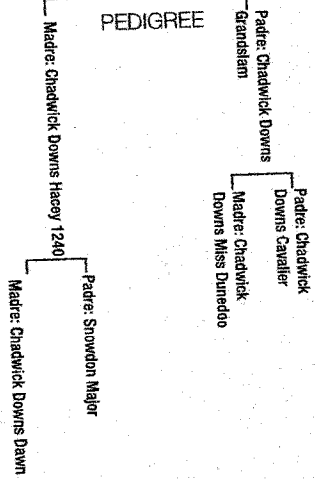 PEDIGREE
Padre: Chadwick Downs
Grandslam
Padre: Chadwick
Downs Cavalier
Madre: Chadwick
Downs Miss Dunedoo
Madre: Chadwick Downs Hacey 1240
Padre: Snowdon Major
Madre: Chadwick Downs Dawn